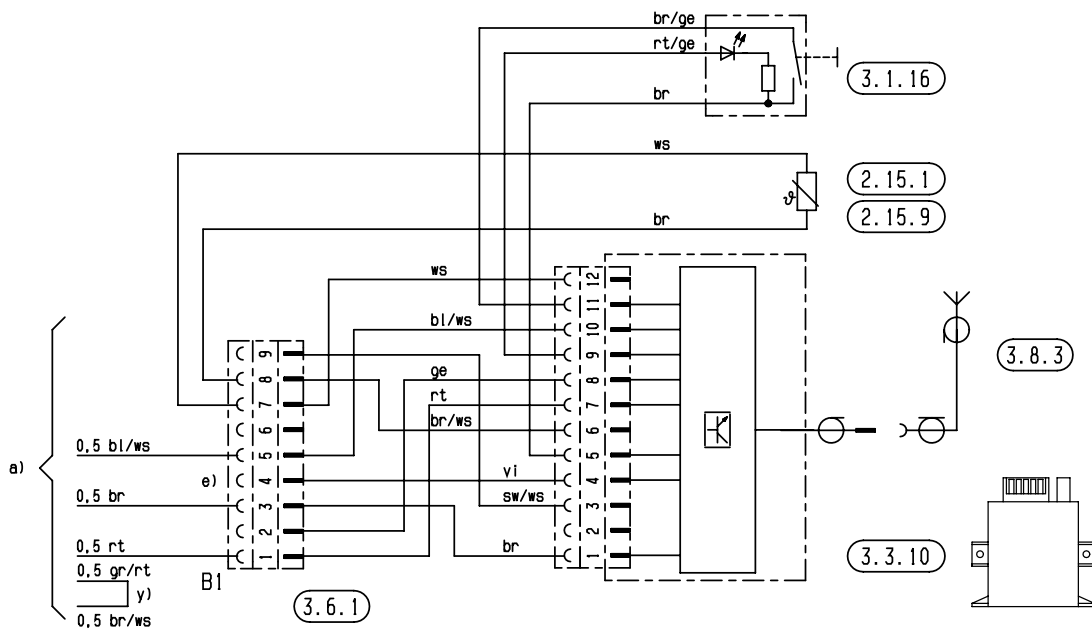 br/ge
rt/ge
3.1.16
br
ws
ϑ
2.15.1
2.15.9
br
ws
12
11
bl/ws
10
9
9
3.8.3
ge
8
8
rt
7
7
br/ws
6
6
0,5 bl/ws
5
5
a)
e)
4
vi
4
0,5 br
3
sw/ws
3
2
2
0,5 rt
1
br
1
3.3.10
0,5 gr/rt
B1
y)
3.6.1
0,5 br/ws